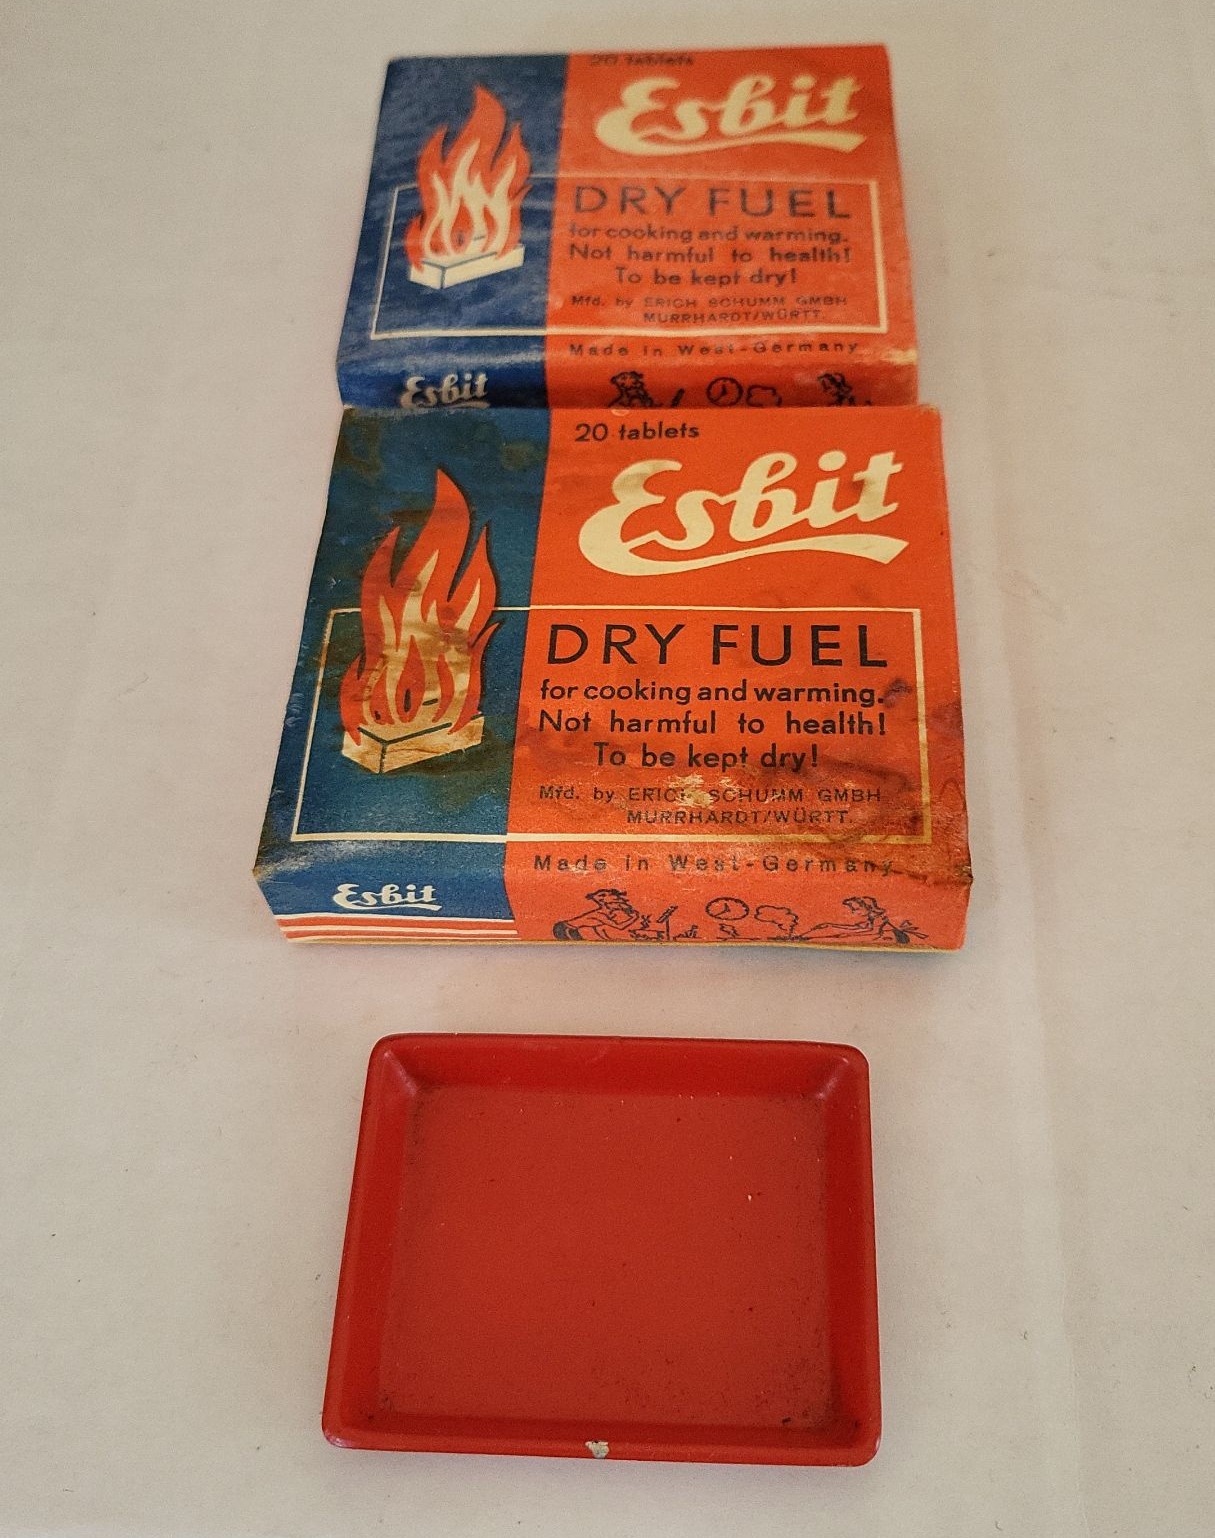 20 tablets
Esbit
DRY FUEL
for cooking and warming.
Not harmful to health!
To be kept dry!
Mfd. by ERICH SCHUMM GMBH
MURRHARDT/WÜRTT.
Made in West-Germany
Esbit
20 tablets
Esbit
DRY FUEL
for cooking and warming.
Not harmful to health!
To be kept dry!
Mfd. by ERICH SCHUMM GMBH
MURRHARDT/WÜRTT.
Made in West-Germany
Esbit